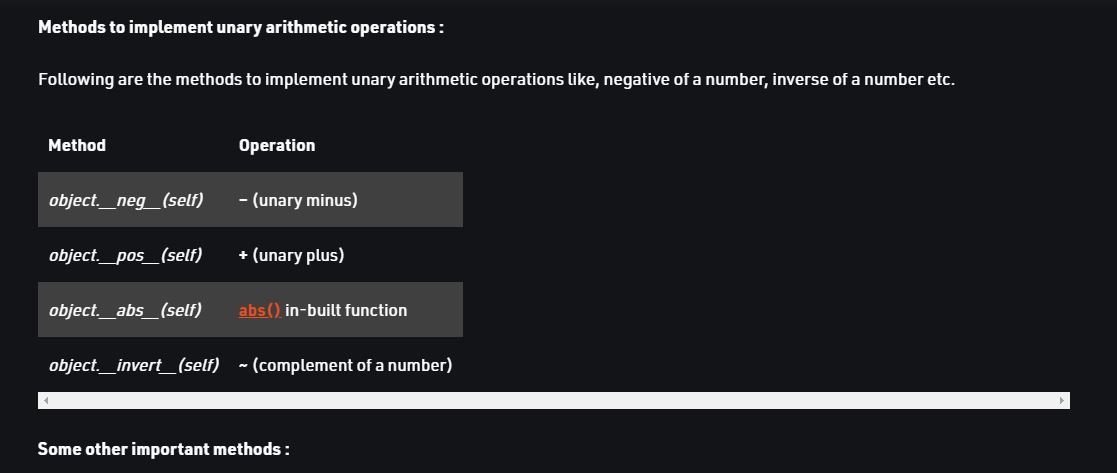 Methods to implement unary arithmetic operations :
Following are the methods to implement unary arithmetic operations like, negative of a number, inverse of a number etc.
Method Operation
object.__neg__(self) – (unary minus)
object.__pos__(self) + (unary plus)
object.__abs__(self) abs() in-built function
object.__invert__(self) ~ (complement of a number)
Some other important methods :